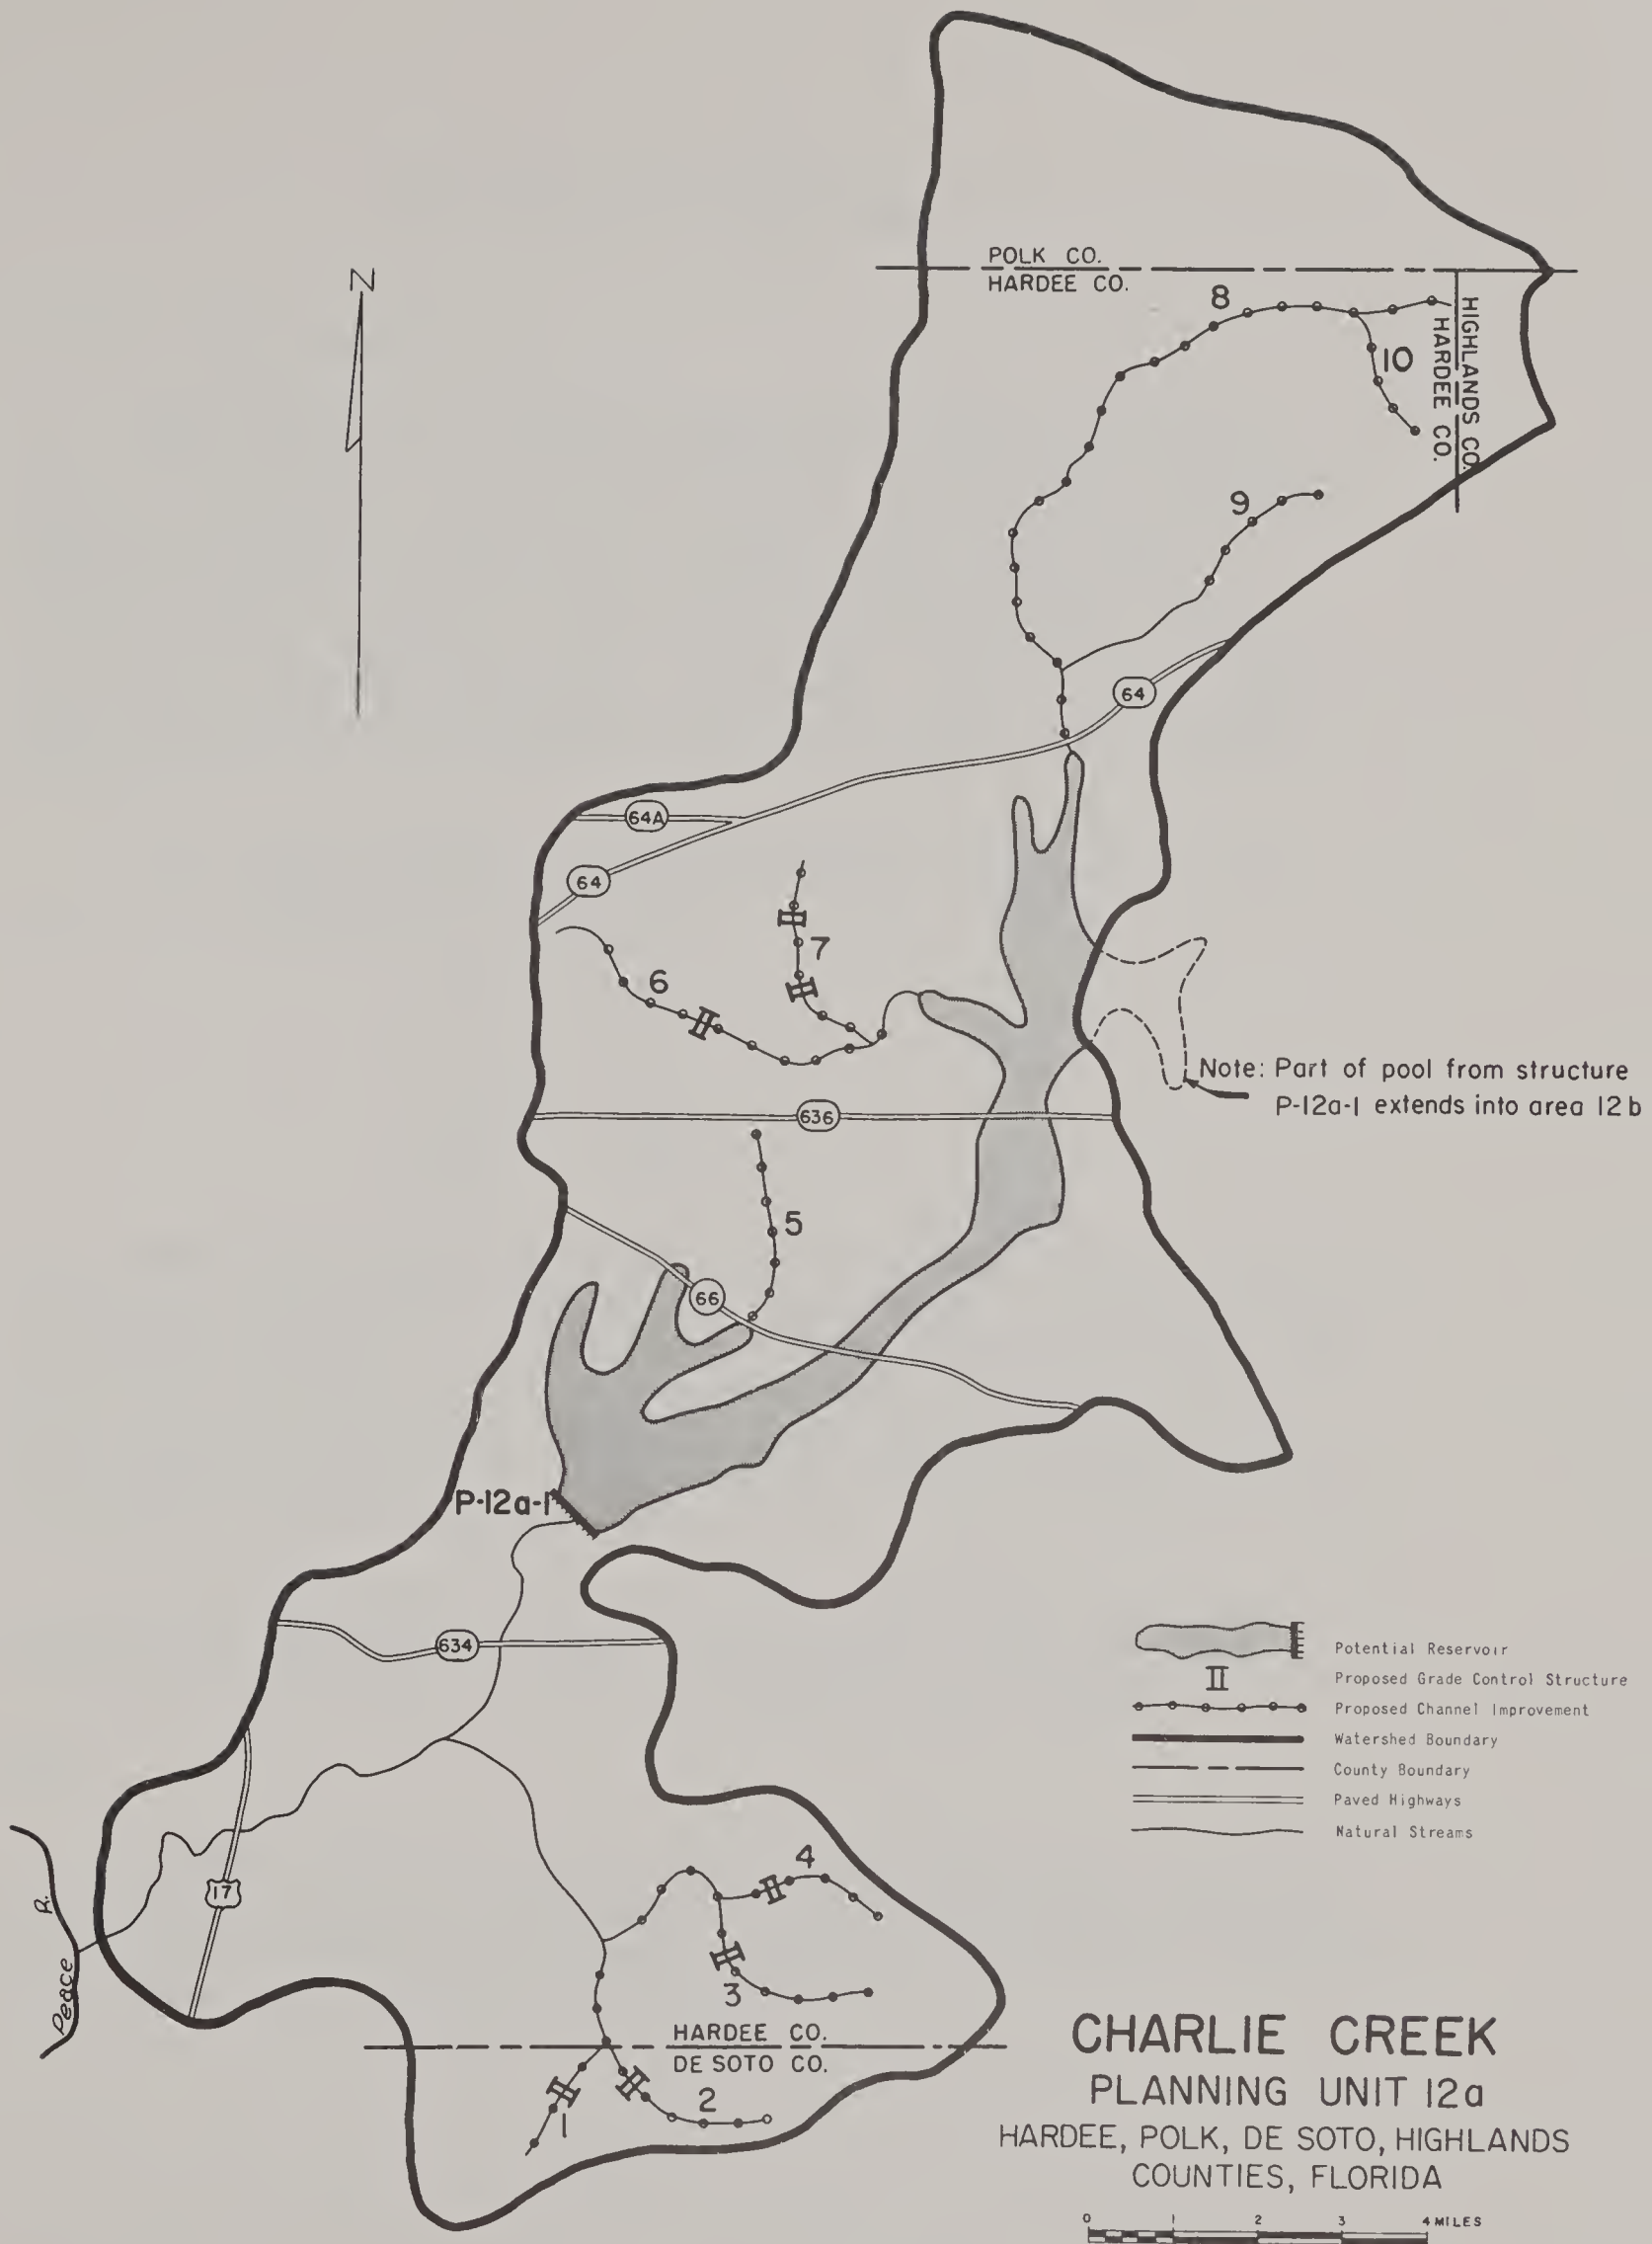 N
POLK CO.
HARDEE CO.
HIGHLANDS CO.
HARDEE CO.
8
10
9
64
64A
64
7
6
Note: Part of pool from structure
P-12a-1 extends into area 12b
636
5
66
P-12a-1
634
Potential Reservoir
Proposed Grade Control Structure
Proposed Channel Improvement
Watershed Boundary
County Boundary
Paved Highways
Natural Streams
17
Peace R.
4
3
HARDEE CO.
DE SOTO CO.
2
1
CHARLIE CREEK
PLANNING UNIT 12a
HARDEE, POLK, DE SOTO, HIGHLANDS
COUNTIES, FLORIDA
0 1 2 3 4 MILES